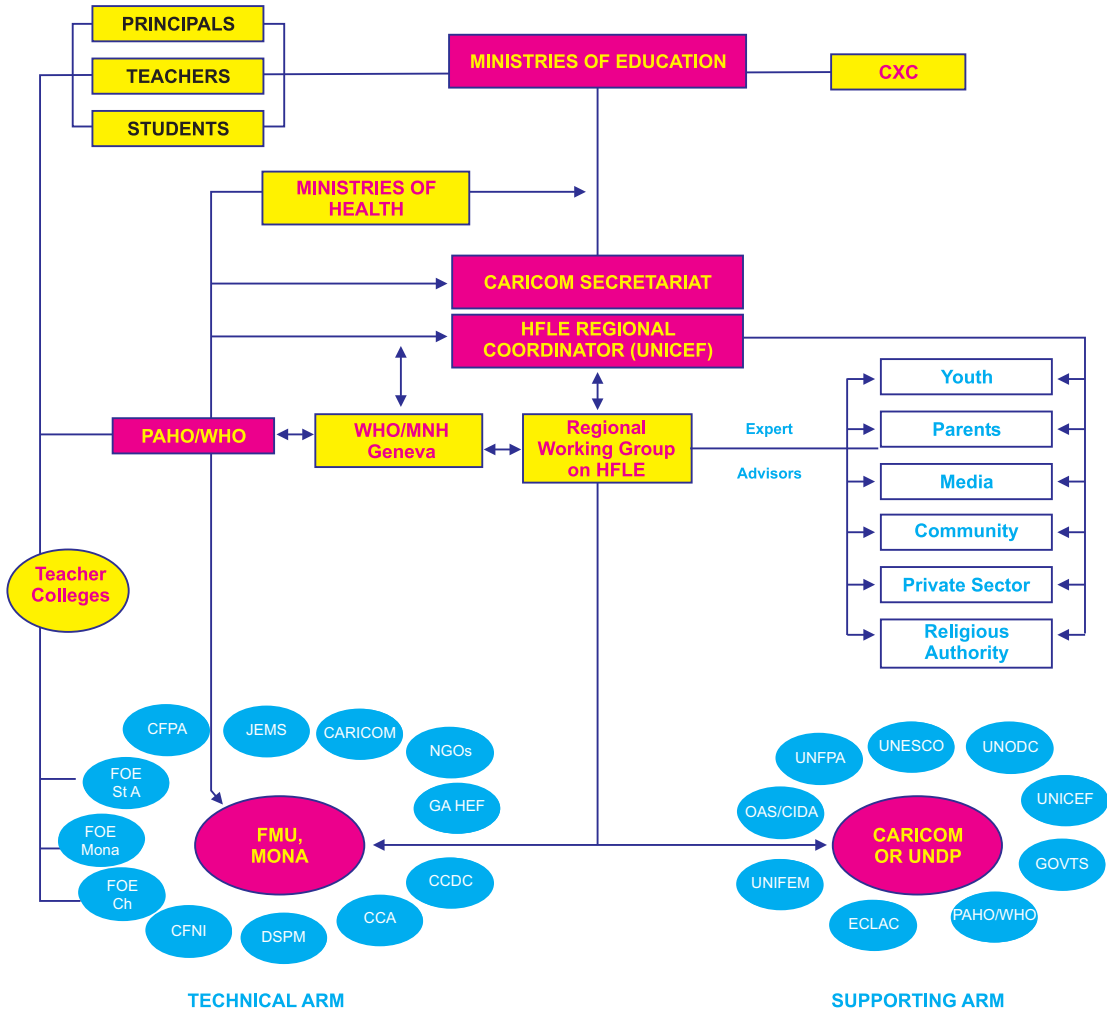 PRINCIPALS
TEACHERS
STUDENTS
MINISTRIES OF EDUCATION
CXC
MINISTRIES OF
HEALTH
CARICOM SECRETARIAT
HFLE REGIONAL
COORDINATOR (UNICEF)
PAHO/WHO
WHO/MNH
Geneva
Regional
Working Group
on HFLE
Expert
Advisors
Youth
Parents
Media
Community
Private Sector
Religious
Authority
Teacher
Colleges
CFPA
JEMS
CARICOM
NGOs
GA HEF
CCDC
CCA
DSPM
CFNI
FOE
Ch
FOE
Mona
FOE
St A
FMU,
MONA
UNFPA
UNESCO
UNODC
UNICEF
GOVTS
PAHO/WHO
ECLAC
UNIFEM
OAS/CIDA
CARICOM
OR UNDP
TECHNICAL ARM
SUPPORTING ARM